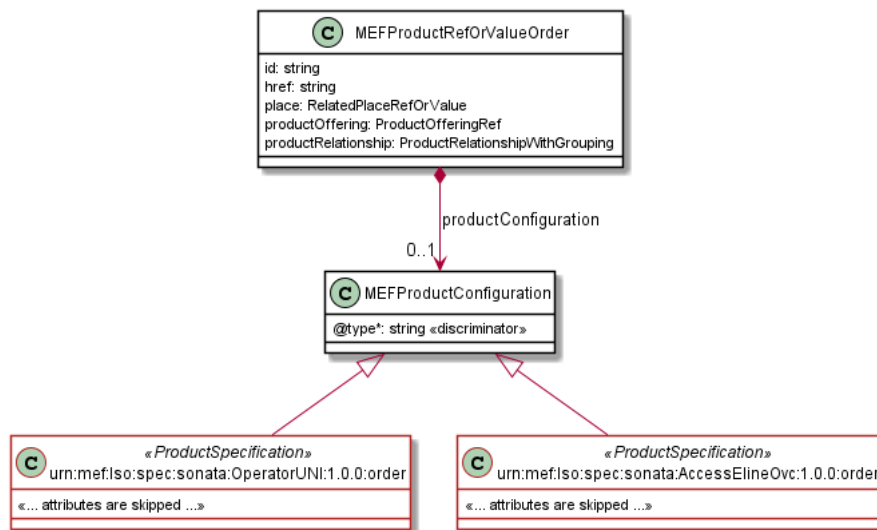 C MEFProductRefOrValueOrder
id: string
href: string
place: RelatedPlaceRefOrValue
productOffering: ProductOfferingRef
productRelationship: ProductRelationshipWithGrouping
productConfiguration
0..1
C MEFProductConfiguration
@type*: string «discriminator»
«ProductSpecification»
C urn:mef:lso:spec:sonata:OperatorUNI:1.0.0:order
«... attributes are skipped ...»
«ProductSpecification»
C urn:mef:lso:spec:sonata:AccessElineOvc:1.0.0:order
«... attributes are skipped ...»